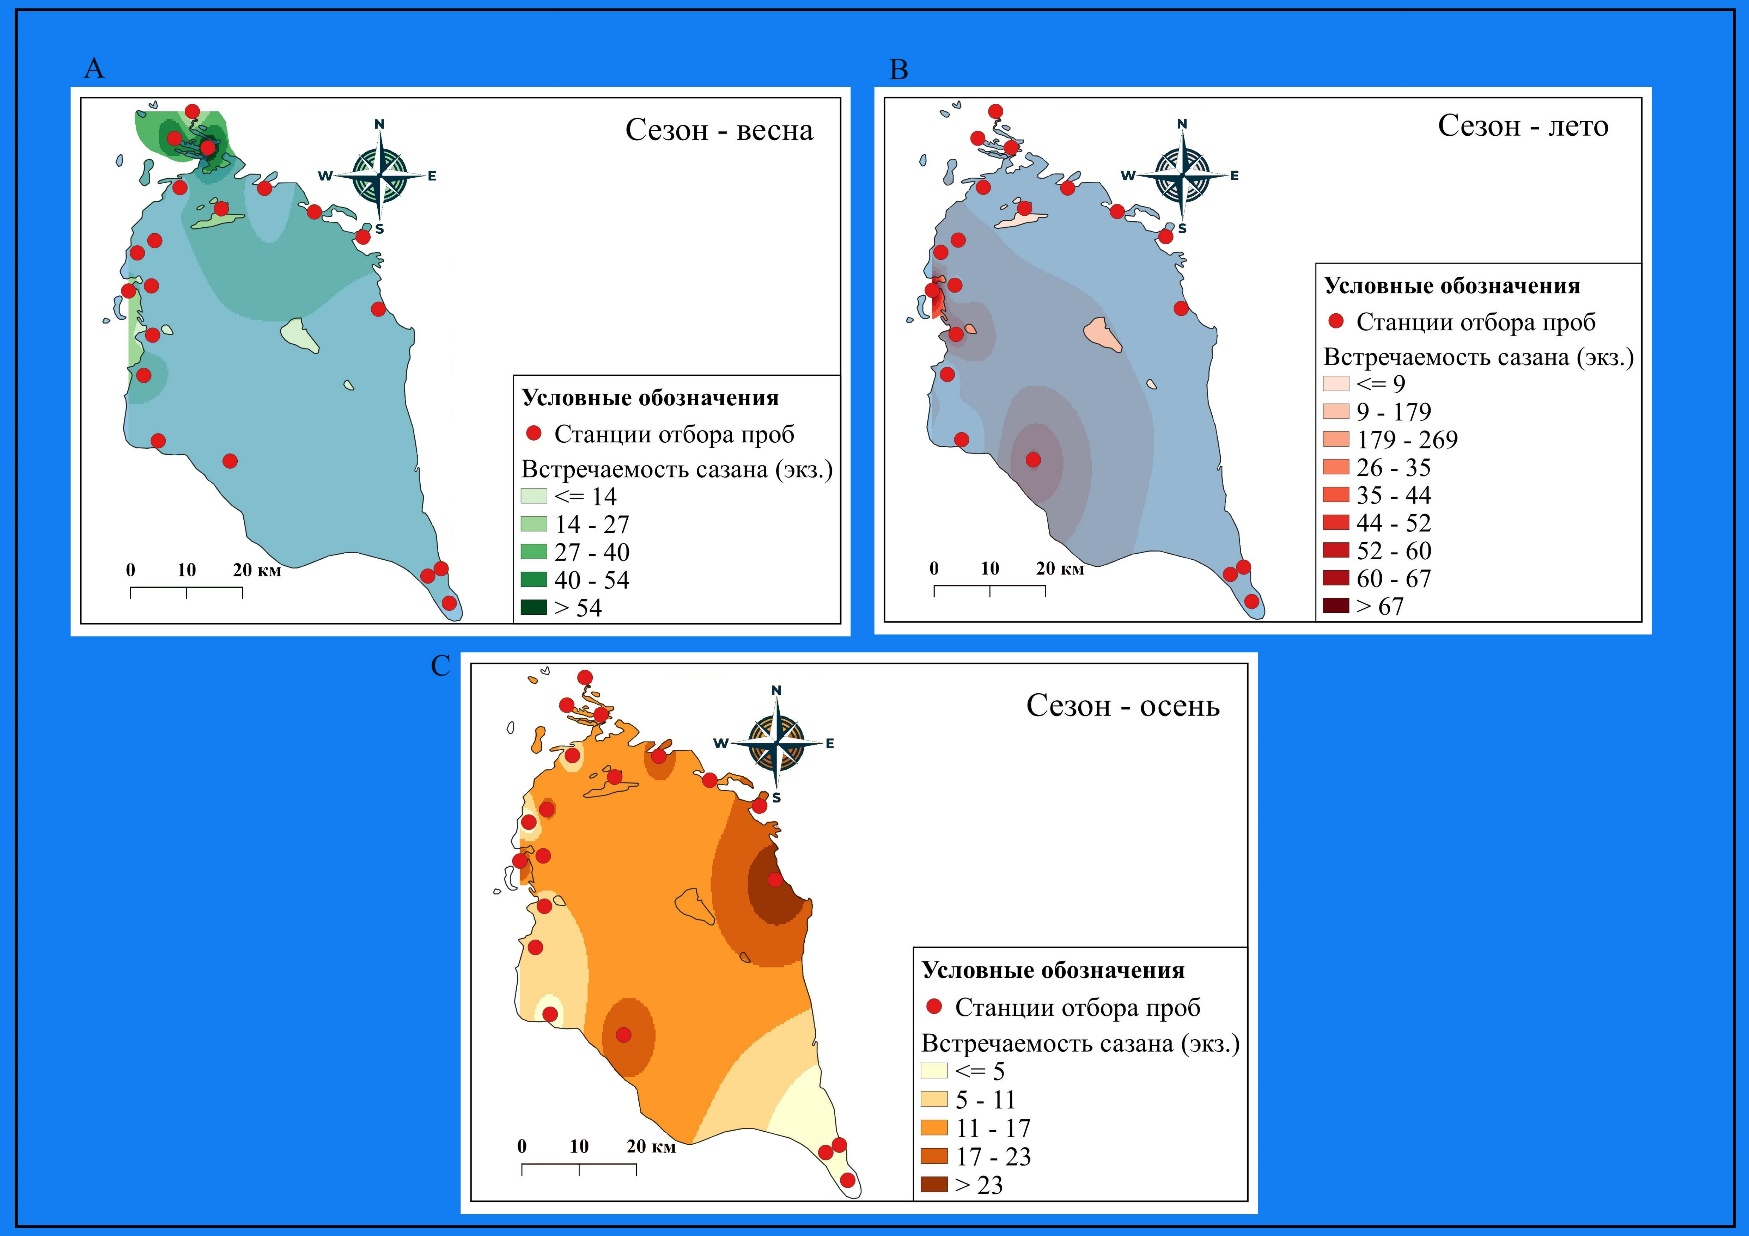 A
Сезон - весна
N
W
E
S
Условные обозначения
Станции отбора проб
Встречаемость сазана (экз.)
<= 14
14 - 27
27 - 40
40 - 54
> 54
0 10 20 км
B
Сезон - лето
N
W
E
S
Условные обозначения
Станции отбора проб
Встречаемость сазана (экз.)
<= 9
9 - 179
179 - 269
26 - 35
35 - 44
44 - 52
52 - 60
60 - 67
> 67
0 10 20 км
C
Сезон - осень
N
W
E
S
Условные обозначения
Станции отбора проб
Встречаемость сазана (экз.)
<= 5
5 - 11
11 - 17
17 - 23
> 23
0 10 20 км